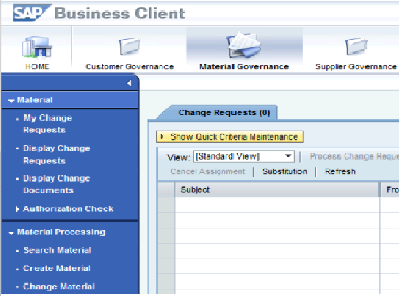 SAP Business Client
HOME
Customer Governance
Material Governance
Supplier Governance
Material
My Change
Requests
Display Change
Requests
Display Change
Documents
Authorization Check
Material Processing
Search Material
Create Material
Change Material
Change Requests (0)
Show Quick Criteria Maintenance
View: [Standard View] Process Change Reque
Cancel Assignment Substitution Refresh
Subject Fro